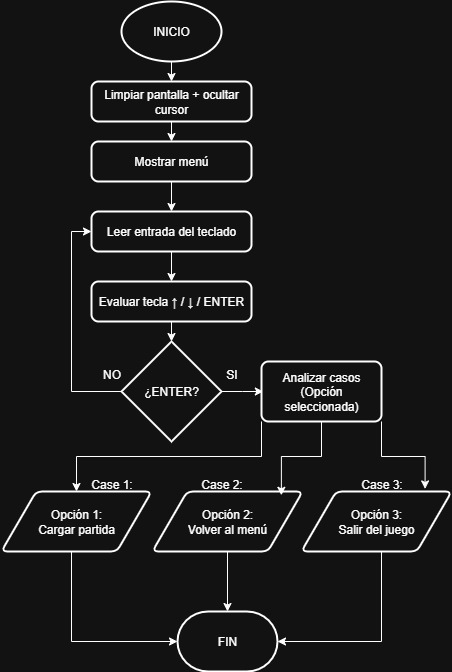 INICIO
Limpiar pantalla + ocultar
cursor
Mostrar menú
Leer entrada del teclado
Evaluar tecla ↑ / ↓ / ENTER
NO
¿ENTER?
SI
Analizar casos
(Opción
seleccionada)
Case 1:
Case 2:
Case 3:
Opción 1:
Cargar partida
Opción 2:
Volver al menú
Opción 3:
Salir del juego
FIN